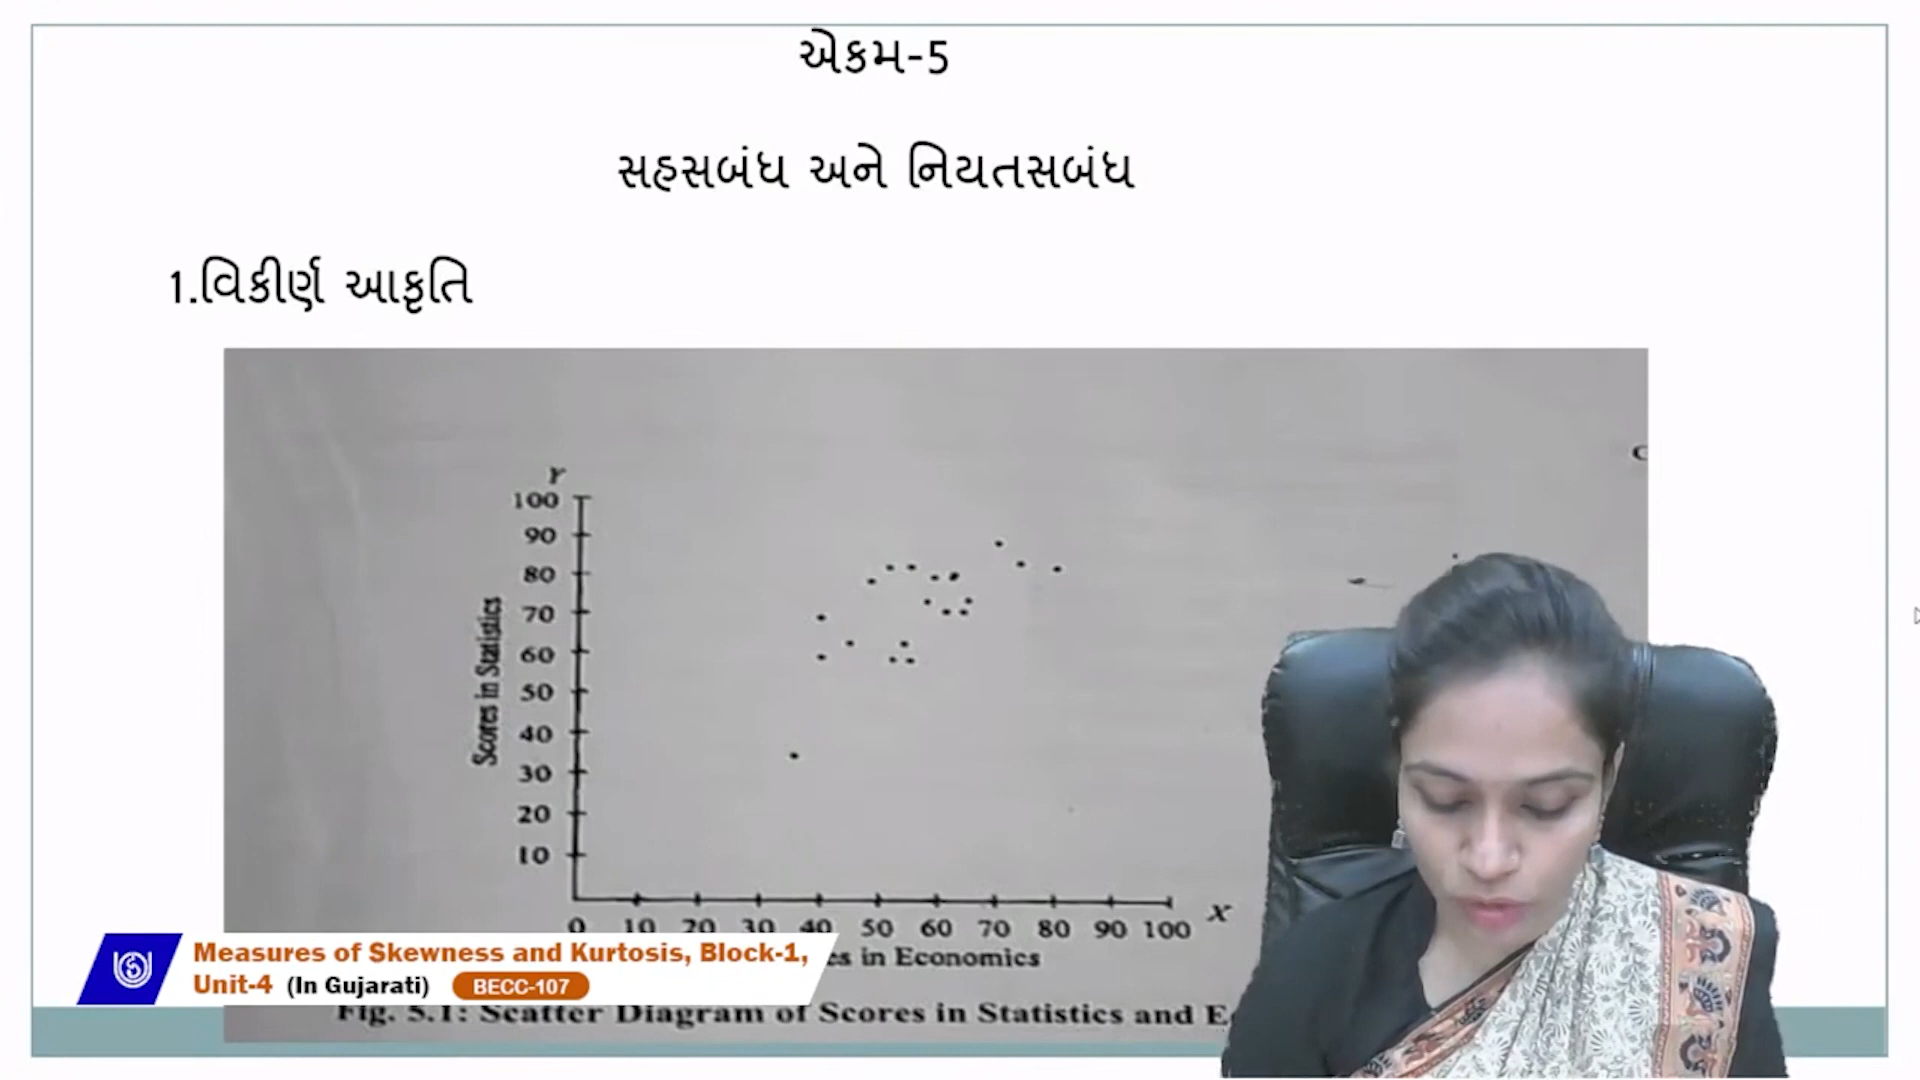 એકમ-5
સહસબંધ અને નિયતસબંધ
1.વિકીર્ણ આકૃતિ
Y
100
90
80
70
60
50
40
30
20
10
Scores in Statistics
0 10 20 30 40 50 60 70 80 90 100 X
in Economics
Fig. 5.1: Scatter Diagram of Scores in Statistics and
Measures of Skewness and Kurtosis, Block-1,
Unit-4 (In Gujarati) BECC-107